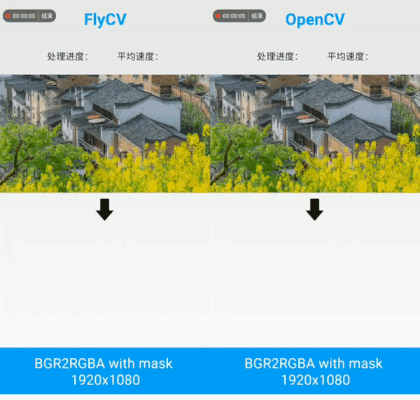 00:00:00 | 结束
FlyCV
处理进度： 平均速度：
BGR2RGBA with mask
1920x1080
00:00:00 | 结束
OpenCV
处理进度： 平均速度：
BGR2RGBA with mask
1920x1080